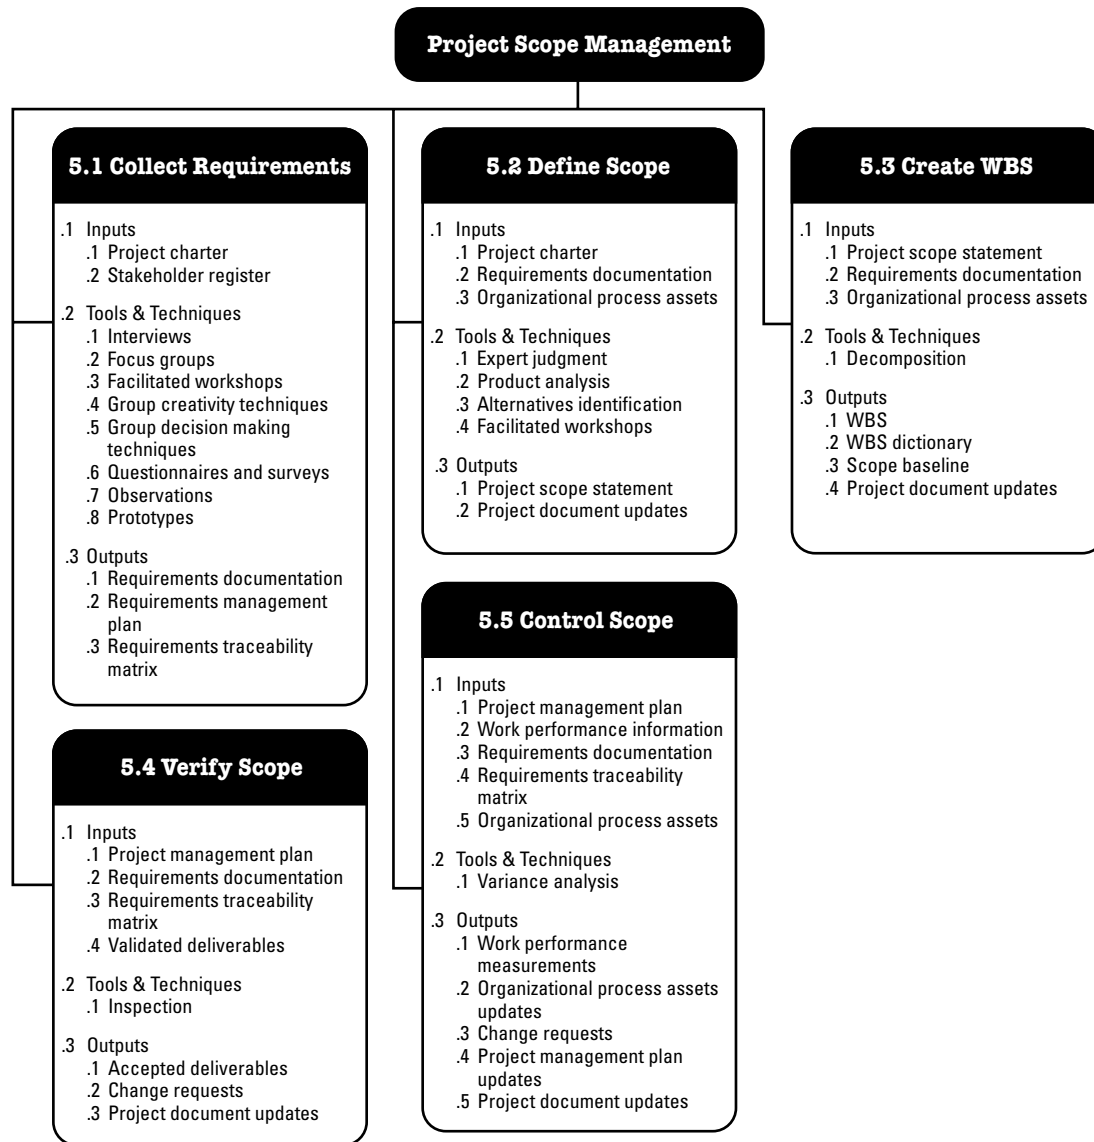 Project Scope Management
5.1 Collect Requirements
.1 Inputs
.1 Project charter
.2 Stakeholder register
.2 Tools & Techniques
.1 Interviews
.2 Focus groups
.3 Facilitated workshops
.4 Group creativity techniques
.5 Group decision making
techniques
.6 Questionnaires and surveys
.7 Observations
.8 Prototypes
.3 Outputs
.1 Requirements documentation
.2 Requirements management
plan
.3 Requirements traceability
matrix
5.2 Define Scope
.1 Inputs
.1 Project charter
.2 Requirements documentation
.3 Organizational process assets
.2 Tools & Techniques
.1 Expert judgment
.2 Product analysis
.3 Alternatives identification
.4 Facilitated workshops
.3 Outputs
.1 Project scope statement
.2 Project document updates
5.3 Create WBS
.1 Inputs
.1 Project scope statement
.2 Requirements documentation
.3 Organizational process assets
.2 Tools & Techniques
.1 Decomposition
.3 Outputs
.1 WBS
.2 WBS dictionary
.3 Scope baseline
.4 Project document updates
5.4 Verify Scope
.1 Inputs
.1 Project management plan
.2 Requirements documentation
.3 Requirements traceability
matrix
.4 Validated deliverables
.2 Tools & Techniques
.1 Inspection
.3 Outputs
.1 Accepted deliverables
.2 Change requests
.3 Project document updates
5.5 Control Scope
.1 Inputs
.1 Project management plan
.2 Work performance information
.3 Requirements documentation
.4 Requirements traceability
matrix
.5 Organizational process assets
.2 Tools & Techniques
.1 Variance analysis
.3 Outputs
.1 Work performance
measurements
.2 Organizational process assets
updates
.3 Change requests
.4 Project management plan
updates
.5 Project document updates